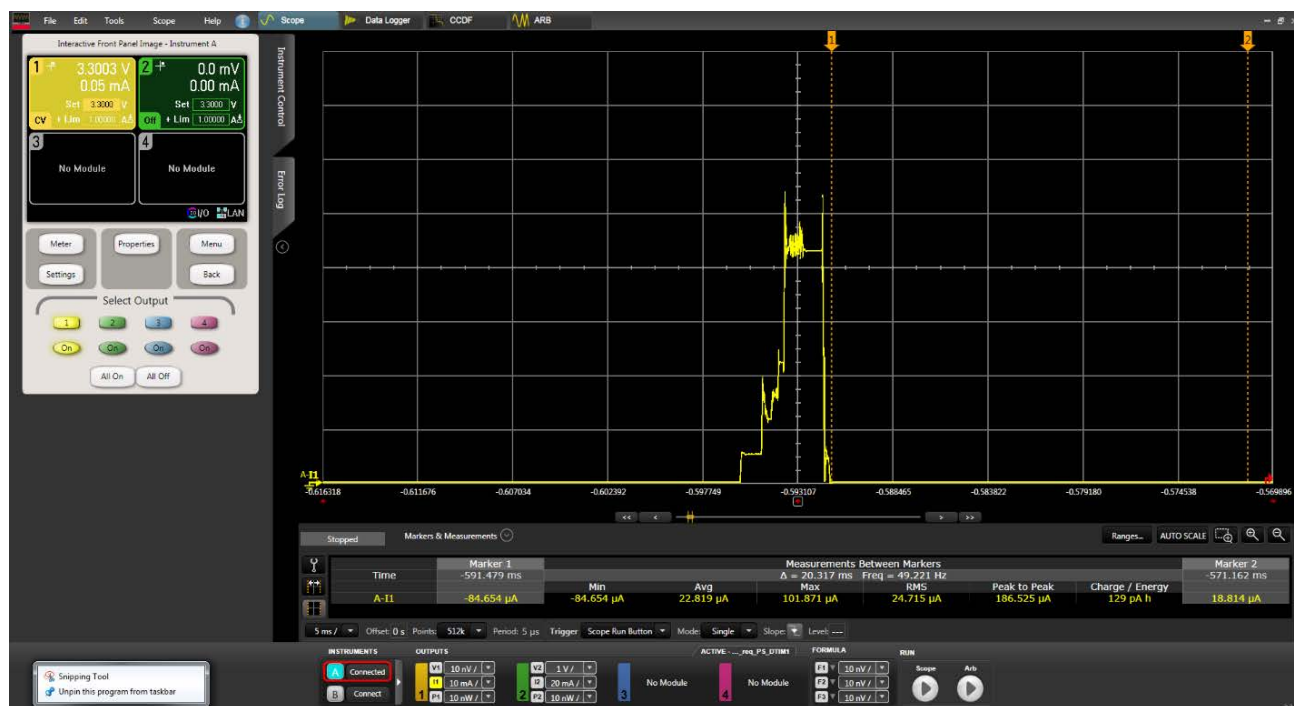 File Edit Tools Scope Help Scope Data Logger CCDF ARB
Interactive Front Panel Image - Instrument A
1 3.3003 V 2 0.0 mV
0.05 mA 0.00 mA
Set 3.3000 V Set 3.3000 V
CV + Lim 1.00000 A Off + Lim 1.00000 A
3 4
No Module No Module
I/O LAN
Meter Properties Menu
Settings Back
Select Output
1 2 3 4
On On On On
All On All Off
Instrument Control
Error Log
1 2
A-I1
-0.616318 -0.611676 -0.607034 -0.602392 -0.597749 -0.593107 -0.588465 -0.583822 -0.579180 -0.574538 -0.569896
<< < > >>
Stopped Markers & Measurements Ranges... AUTO SCALE
Marker 1 Measurements Between Markers Marker 2
Time -591.479 ms Δ = 20.317 ms Freq = 49.221 Hz -571.162 ms
Min Avg Max RMS Peak to Peak Charge / Energy
A-I1 -84.654 µA -84.654 µA 22.819 µA 101.871 µA 24.715 µA 186.525 µA 129 pA h 18.814 µA
5 ms / Offset: 0 s Points: 512k Period: 5 µs Trigger Scope Run Button Mode: Single Slope: Level: ---
INSTRUMENTS OUTPUTS ACTIVE - ..._req_PS_DTIM1 FORMULA RUN
A Connected V1 10 nV / V2 1 V / F1 10 nV / Scope Arb
I1 10 mA / I2 20 mA / No Module No Module F2 10 nV /
B Connect 1 P1 10 nW / 2 P2 10 nW / 3 4 F3 10 nV /
Snipping Tool
Unpin this program from taskbar